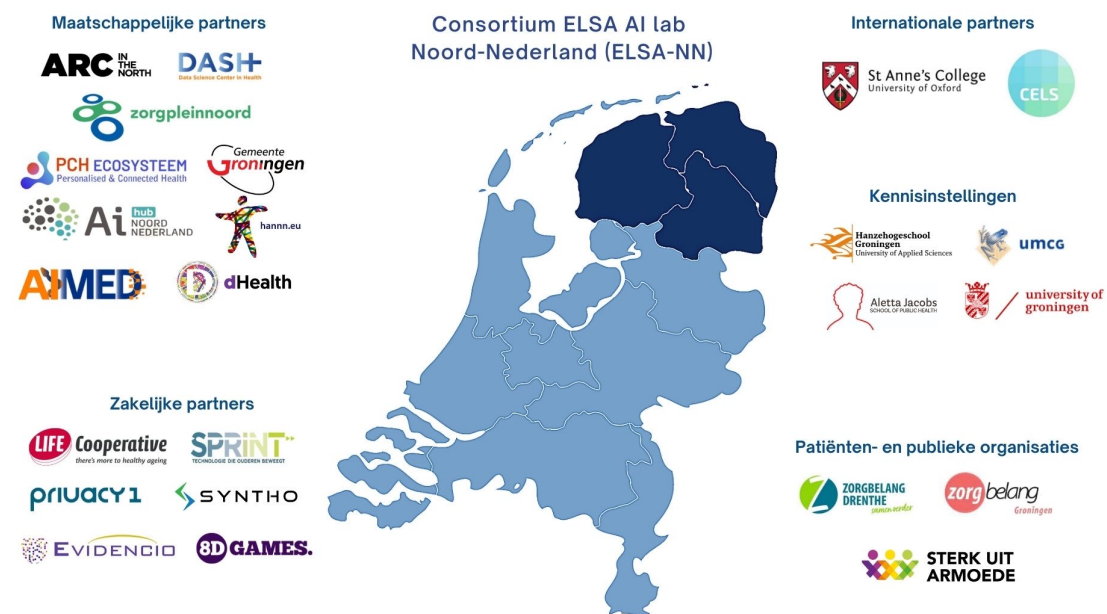 Consortium ELSA AI lab
Noord-Nederland (ELSA-NN)
Maatschappelijke partners
ARC IN THE NORTH
DASH
Data Science Center in Health
zorgpleinnoord
PCH ECOSYSTEEM
Personalised & Connected Health
Gemeente
Groningen
Ai hub NOORD NEDERLAND
hannn.eu
AIMED
D dHealth
Zakelijke partners
LIFE Cooperative
there's more to healthy ageing
SPRINT
TECHNOLOGIE DIE OUDEREN BEWEEGT
privacy1
SYNTHO
EVIDENCIO
8D GAMES.
Internationale partners
St Anne's College
University of Oxford
CELS
Kennisinstellingen
Hanzehogeschool
Groningen
University of Applied Sciences
umcg
Aletta Jacobs
SCHOOL OF PUBLIC HEALTH
university of
groningen
Patiënten- en publieke organisaties
ZORGBELANG
DRENTHE
samen verder
zorgbelang
Groningen
STERK UIT
ARMOEDE